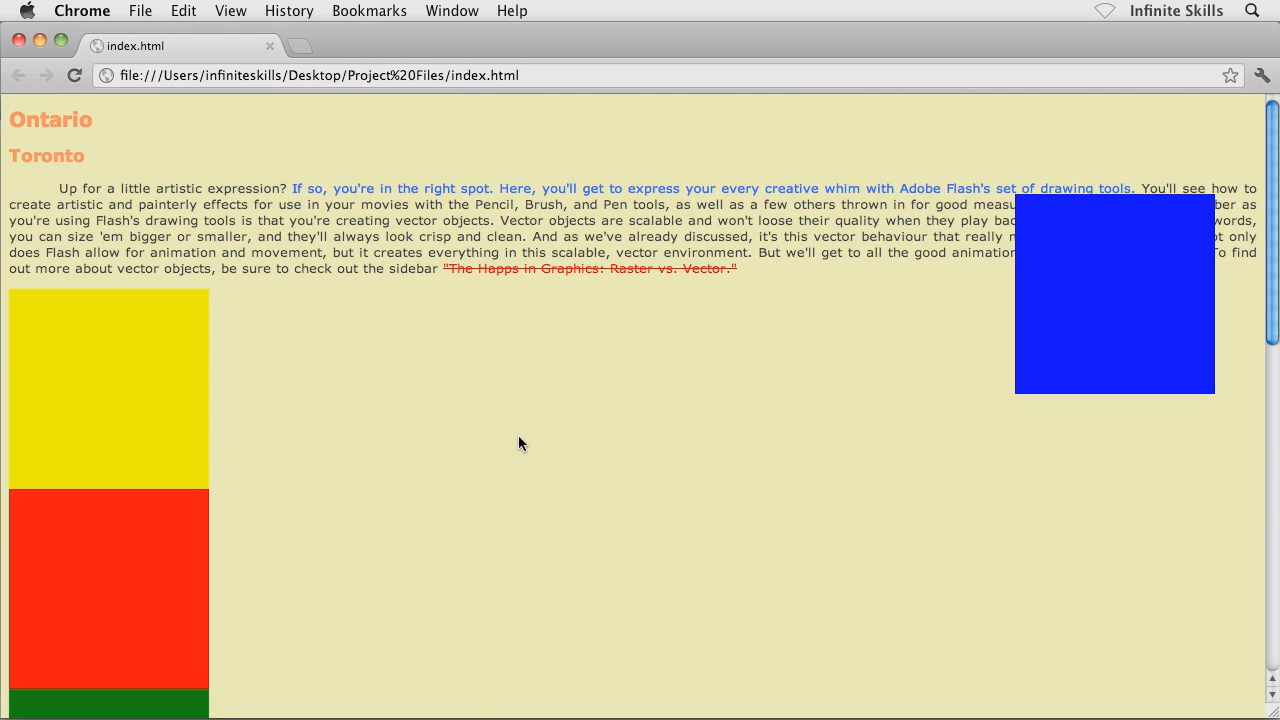 Chrome File Edit View History Bookmarks Window Help Infinite Skills
index.html
file:///Users/infiniteskills/Desktop/Project%20Files/index.html
Ontario
Toronto
Up for a little artistic expression? If so, you're in the right spot. Here, you'll get to express your every creative whim with Adobe Flash's set of drawing tools. You'll see how to
create artistic and painterly effects for use in your movies with the Pencil, Brush, and Pen tools, as well as a few others thrown in for good as
you're using Flash's drawing tools is that you're creating vector objects. Vector objects are scalable and won't loose their quality when they play words,
you can size 'em bigger or smaller, and they'll always look crisp and clean. And as we've already discussed, it's this vector behaviour that really only
does Flash allow for animation and movement, but it creates everything in this scalable, vector environment. But we'll get to all the good find
out more about vector objects, be sure to check out the sidebar "The Happs in Graphics: Raster vs. Vector."